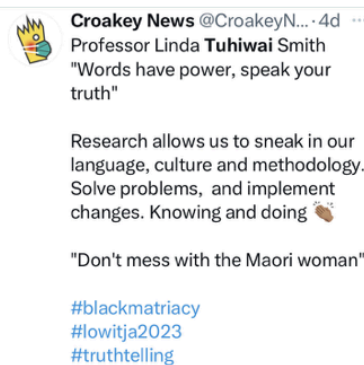 Croakey News @CroakeyN... · 4d ...
Professor Linda Tuhiwai Smith
"Words have power, speak your
truth"
Research allows us to sneak in our
language, culture and methodology.
Solve problems,  and implement
changes. Knowing and doing 👏🏽
"Don't mess with the Maori woman"
#blackmatriacy
#lowitja2023
#truthtelling